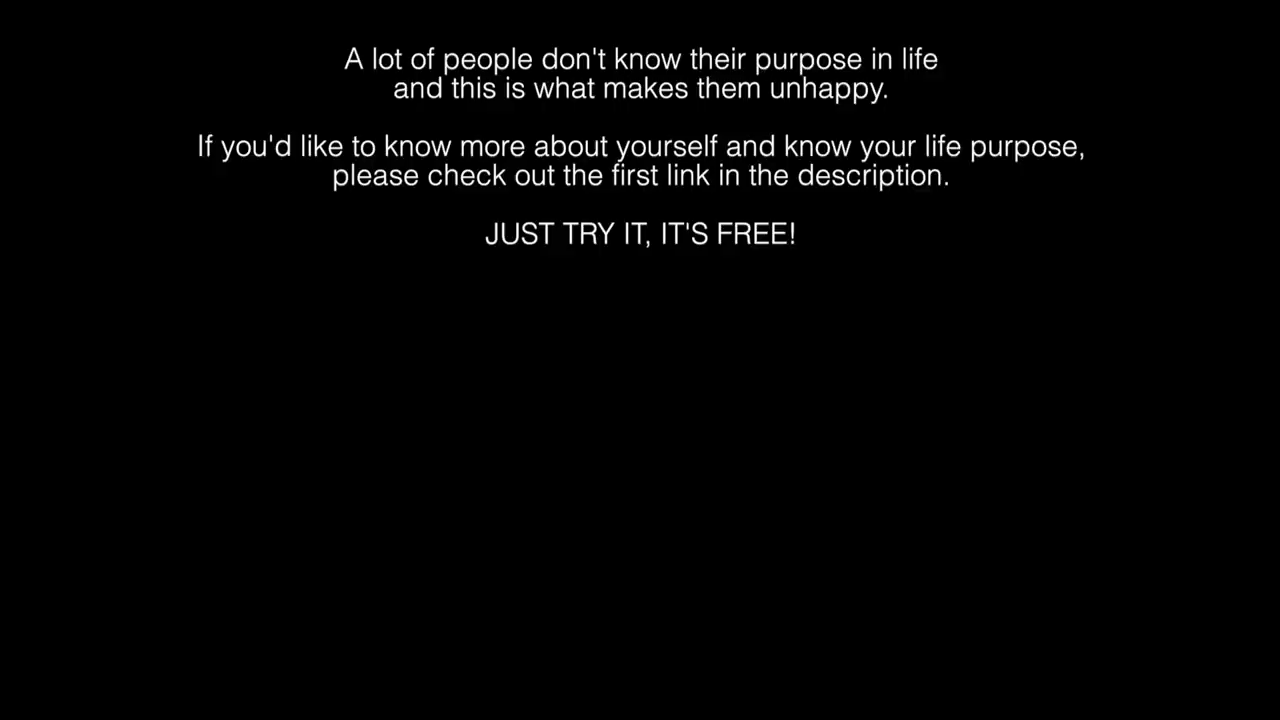 A lot of people don't know their purpose in life
and this is what makes them unhappy.
If you'd like to know more about yourself and know your life purpose,
please check out the first link in the description.
JUST TRY IT, IT'S FREE!